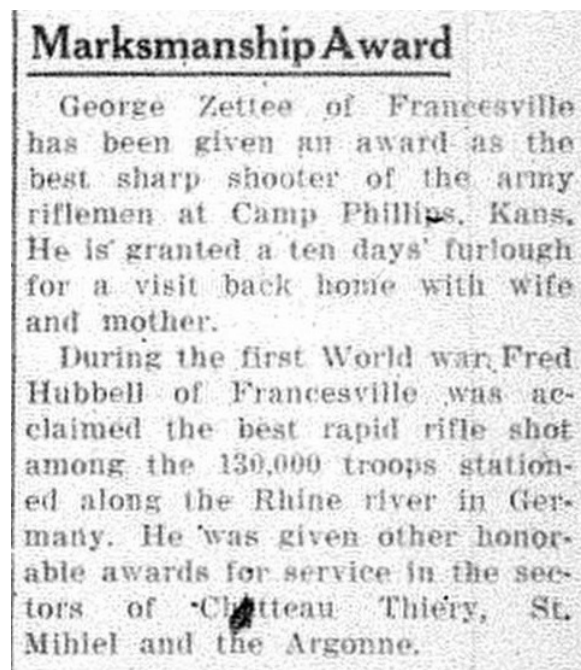 Marksmanship Award
George Zettee of Francesville
has been given an award as the
best sharp shooter of the army
riflemen at Camp Phillips, Kans.
He is granted a ten days' furlough
for a visit back home with wife
and mother.
During the first World war, Fred
Hubbell of Francesville was ac-
claimed the best rapid rifle shot
among the 130,000 troops station-
ed along the Rhine river in Ger-
many. He was given other honor-
able awards for service in the sec-
tors of Chatteau Thiery, St.
Mihiel and the Argonne.